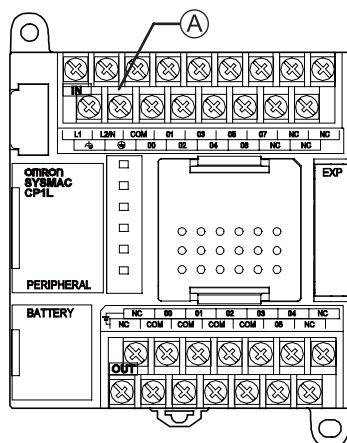 A
IN
L1 L2/N COM 01 03 05 07 NC NC
00 02 04 06 NC NC
OMRON
SYSMAC
CP1L
EXP
PERIPHERAL
BATTERY
NC 00 01 02 03 04 NC
NC COM COM COM COM 05 NC
OUT